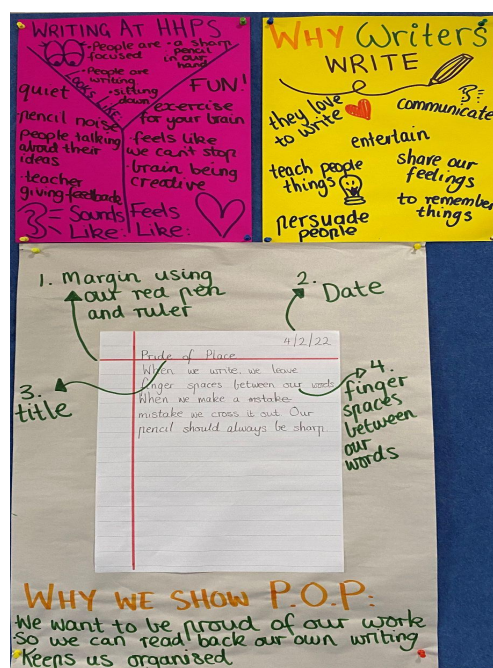 WRITING AT HHPS
• People are focused
• a sharp pencil in our hand
• People are writing
• sitting down
LOOKS LIKE:
quiet
pencil noise
people talking about their ideas
• teacher giving feedback
Sounds Like:
FUN!
exercise for your brain
• feels like we can't stop
• brain being creative
Feels Like:
WHY Writers
WRITE
they love to write
communicate
entertain
teach people things
share our feelings
persuade people
to remember things
1. Margin using
our red pen
and ruler
2. Date
4/2/22
Pride of Place
When we write, we leave
finger spaces between our words
When we make a mistake
mistake we cross it out. Our
pencil should always be sharp.
3.
title
4.
finger
spaces
between
our
words
WHY WE SHOW P.O.P:
We want to be proud of our work
So we can read back our own writing
Keeps us organised